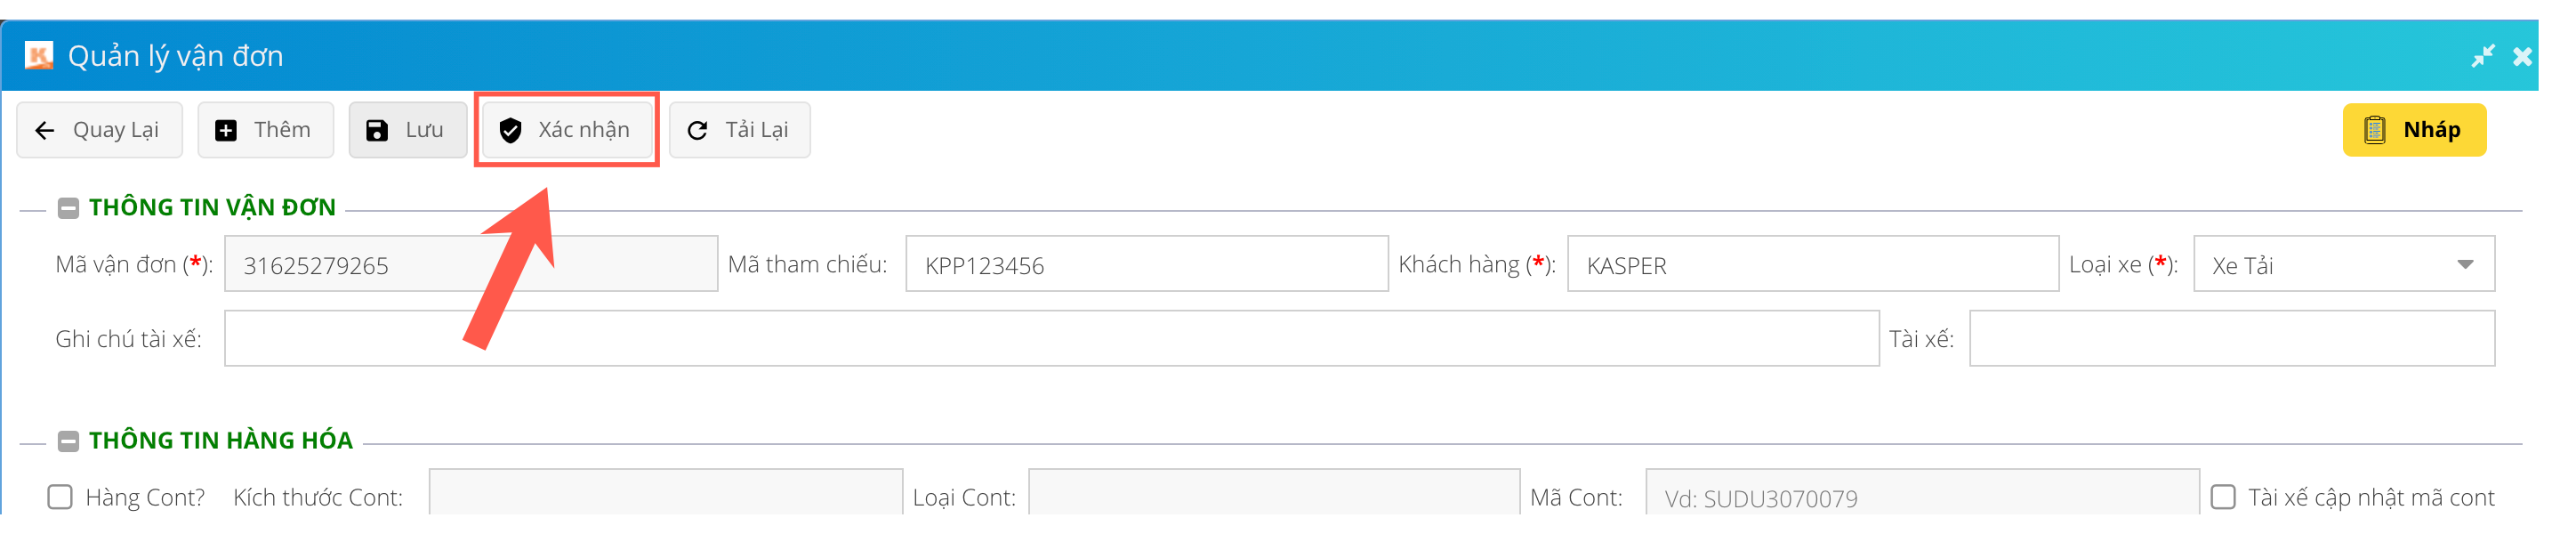 Quản lý vận đơn
Quay Lại Thêm Lưu Xác nhận Tải Lại Nháp
THÔNG TIN VẬN ĐƠN
Mã vận đơn (*): 31625279265 Mã tham chiếu: KPP123456 Khách hàng (*): KASPER Loại xe (*): Xe Tải
Ghi chú tài xế: Tài xế:
THÔNG TIN HÀNG HÓA
Hàng Cont? Kích thước Cont: Loại Cont: Mã Cont: Vd: SUDU3070079 Tài xế cập nhật mã cont